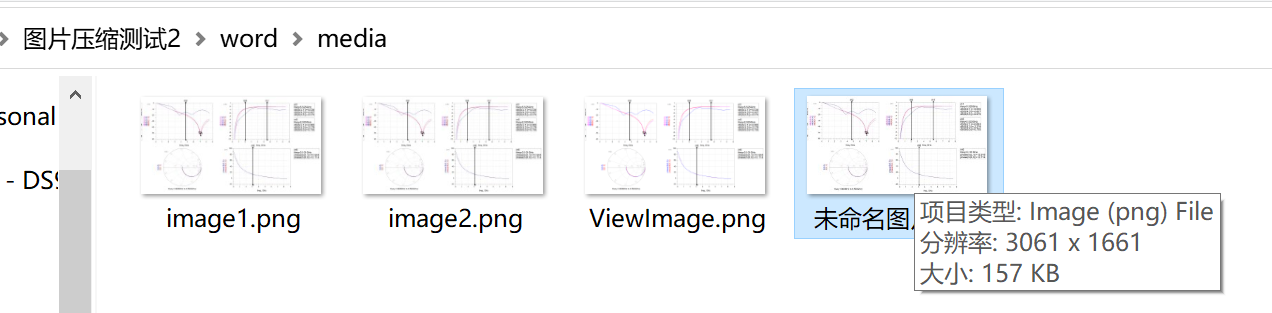 图片压缩测试2 > word > media
sonal
- DS9
image1.png
image2.png
ViewImage.png
未命名图
项目类型: Image (png) File
分辨率: 3061 x 1661
大小: 157 KB